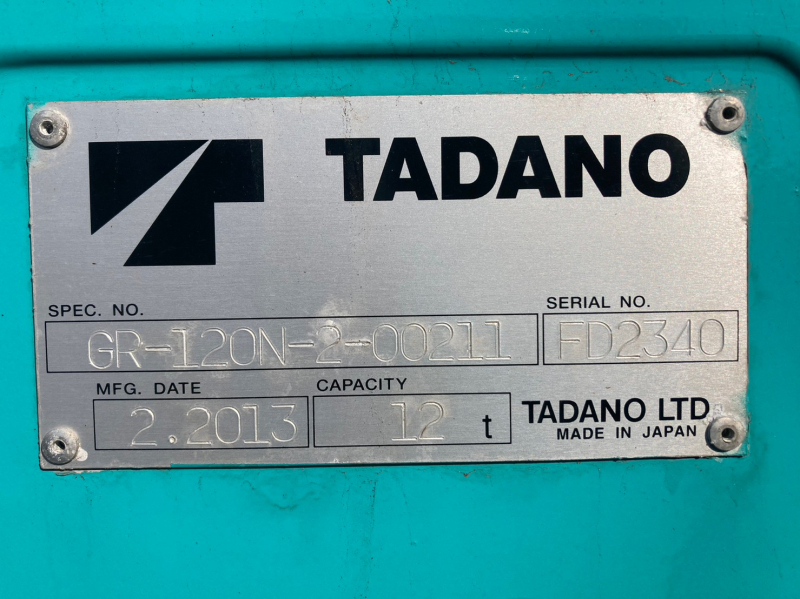 TADANO
SPEC. NO. SERIAL NO.
GR-120N-2-00211 FD2340
MFG. DATE CAPACITY
2.2013 12 t TADANO LTD.
MADE IN JAPAN